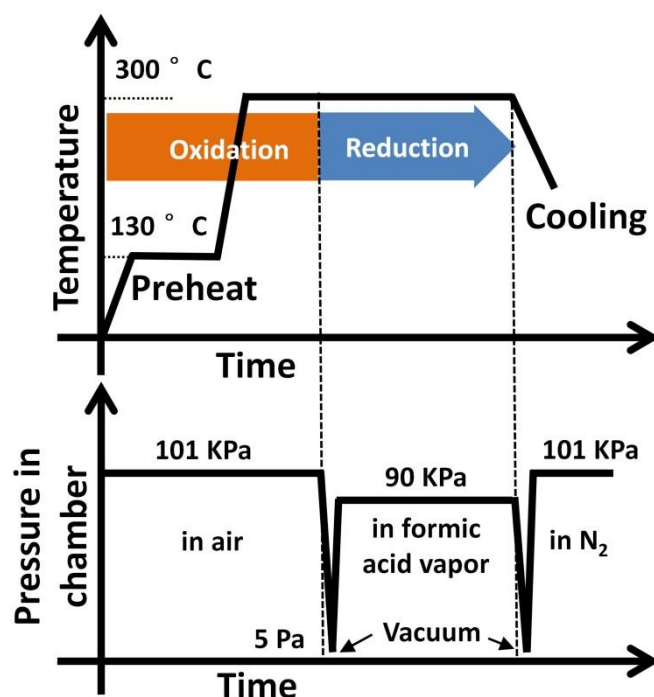 300 ° C
Temperature
Oxidation
Reduction
130 ° C
Preheat
Cooling
Time
Pressure in
chamber
101 KPa
90 KPa
101 KPa
in air
in formic
acid vapor
in N₂
5 Pa
Vacuum
Time